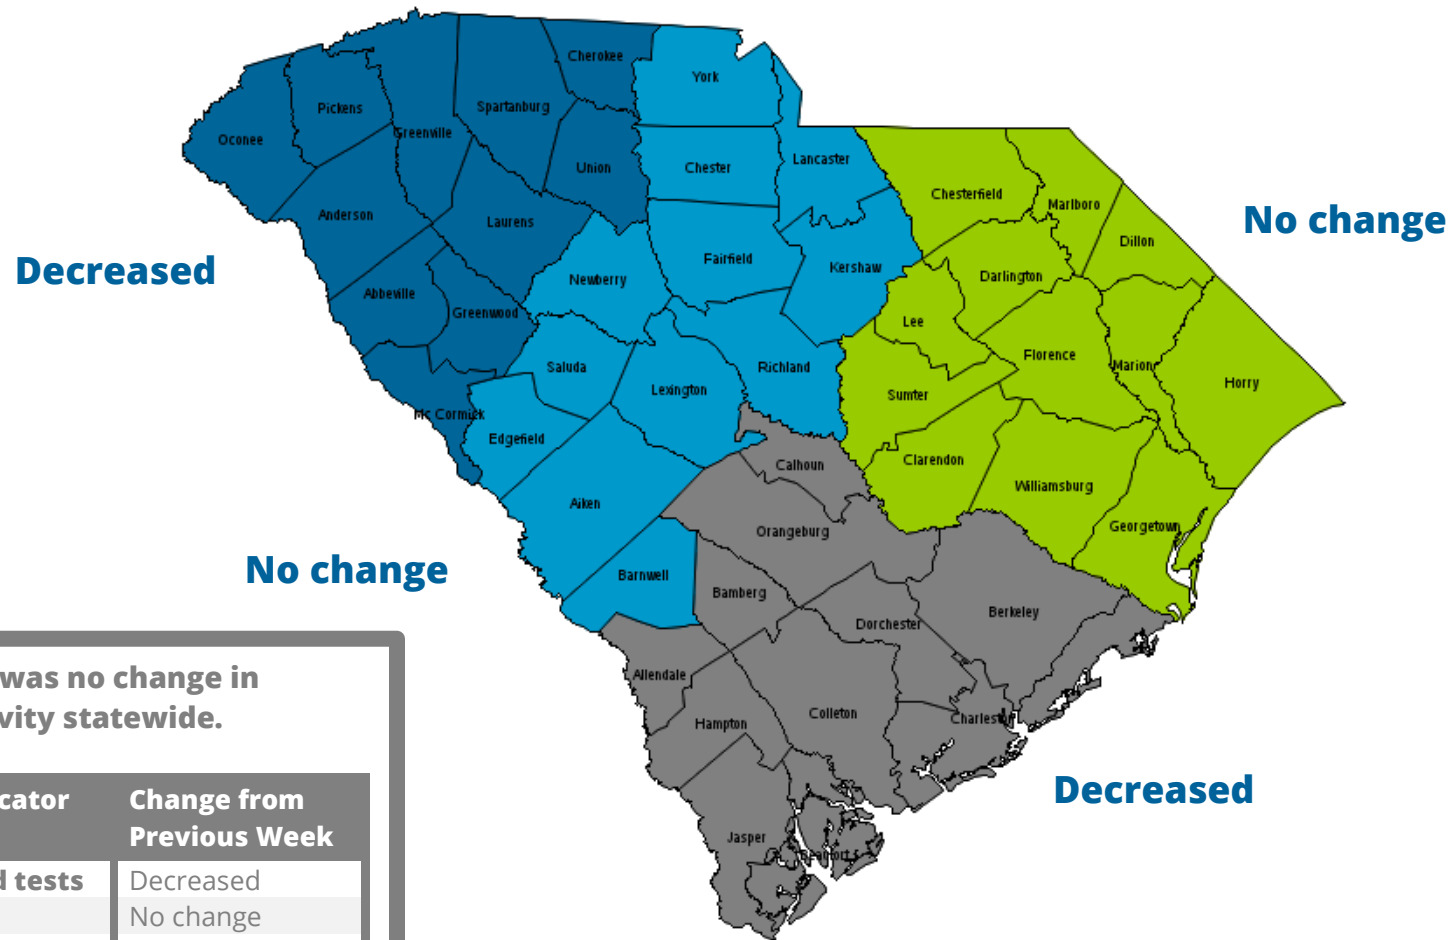 Cherokee
York
Pickens
Spartanburg
Greenville
Oconee
Union
Chester
Lancaster
Chesterfield
Marlboro
Anderson
Laurens
No change
Dillon
Decreased
Fairfield
Kershaw
Newberry
Darlington
Abbeville
Greenwood
Lee
Florence
Saluda
Richland
Marion
Lexington
Sumter
Horry
Mc Cormick
Edgefield
Calhoun
Clarendon
Aiken
Williamsburg
Orangeburg
Georgetown
No change
Barnwell
Bamberg
Berkeley
Dorchester
Allendale
Hampton
Colleton
Charleston
Decreased
Jasper
Beaufort
was no change in
vity statewide.
cator
Change from
Previous Week
d tests
Decreased
No change